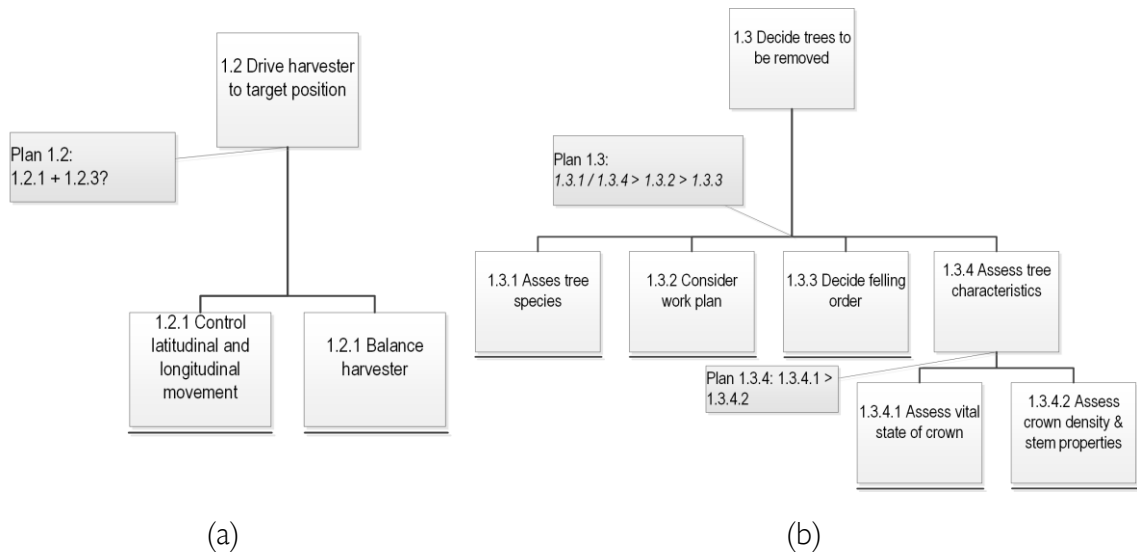 1.2 Drive harvester
to target position
Plan 1.2:
1.2.1 + 1.2.3?
1.2.1 Control
latitudinal and
longitudinal
movement
1.2.1 Balance
harvester
(a)
1.3 Decide trees to
be removed
Plan 1.3:
1.3.1 / 1.3.4 > 1.3.2 > 1.3.3
1.3.1 Asses tree
species
1.3.2 Consider
work plan
1.3.3 Decide felling
order
1.3.4 Assess tree
characteristics
Plan 1.3.4: 1.3.4.1 >
1.3.4.2
1.3.4.1 Assess vital
state of crown
1.3.4.2 Assess
crown density &
stem properties
(b)